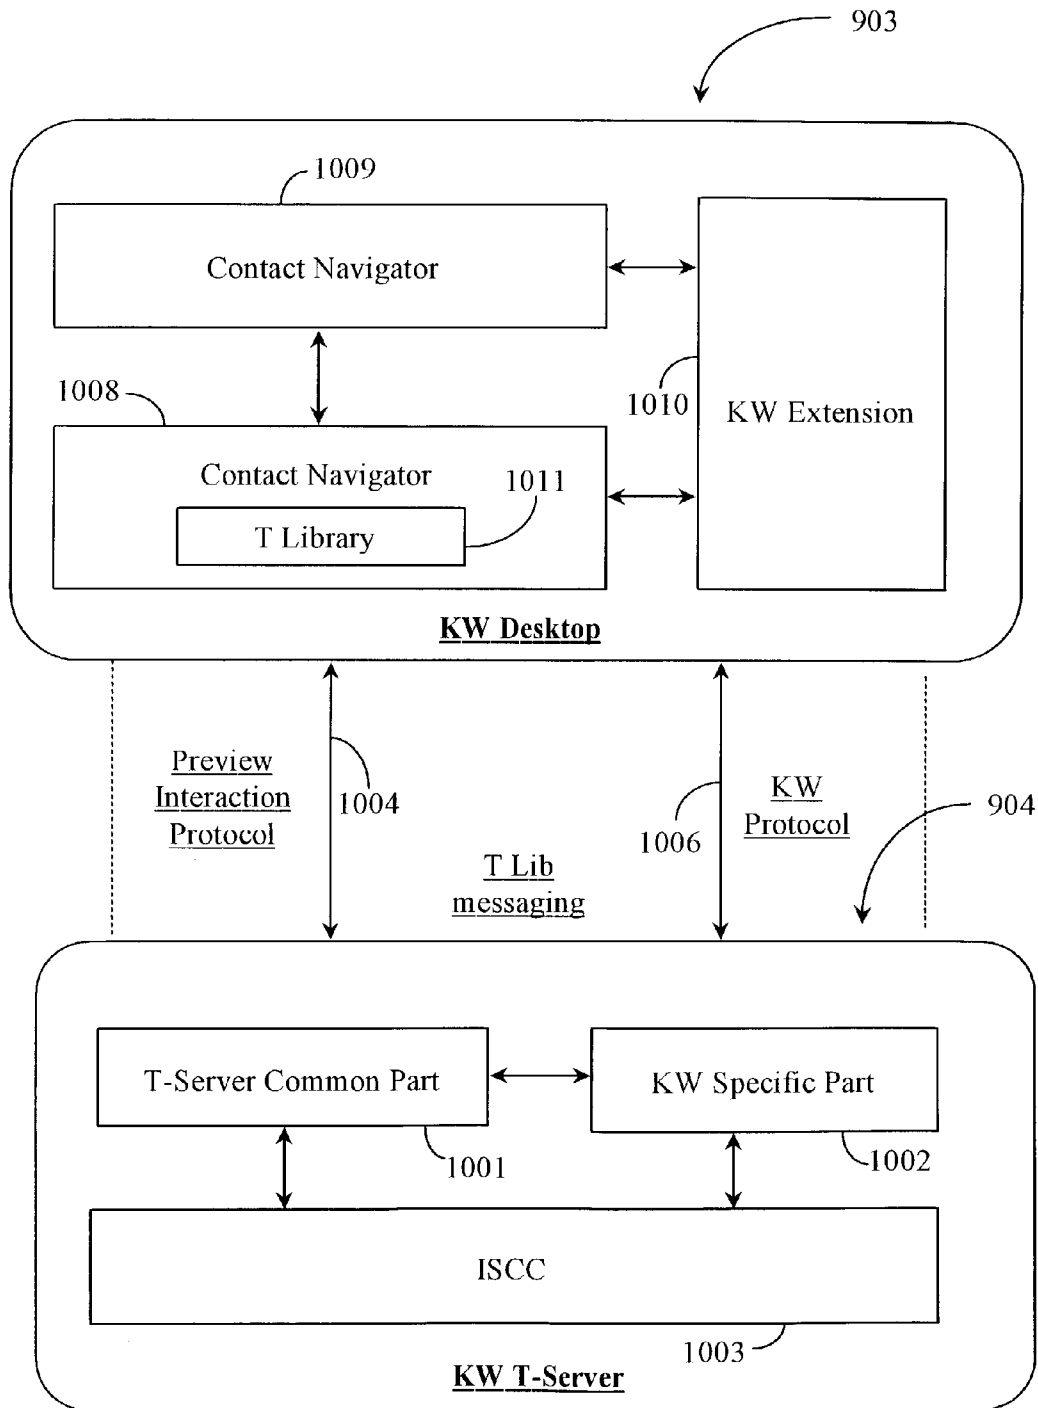 903
1009
Contact Navigator
1008
1010
KW Extension
Contact Navigator
1011
T Library
KW Desktop
Preview
Interaction
Protocol
1004
1006
KW
Protocol
904
T Lib
messaging
T-Server Common Part
KW Specific Part
1001
1002
ISCC
1003
KW T-Server